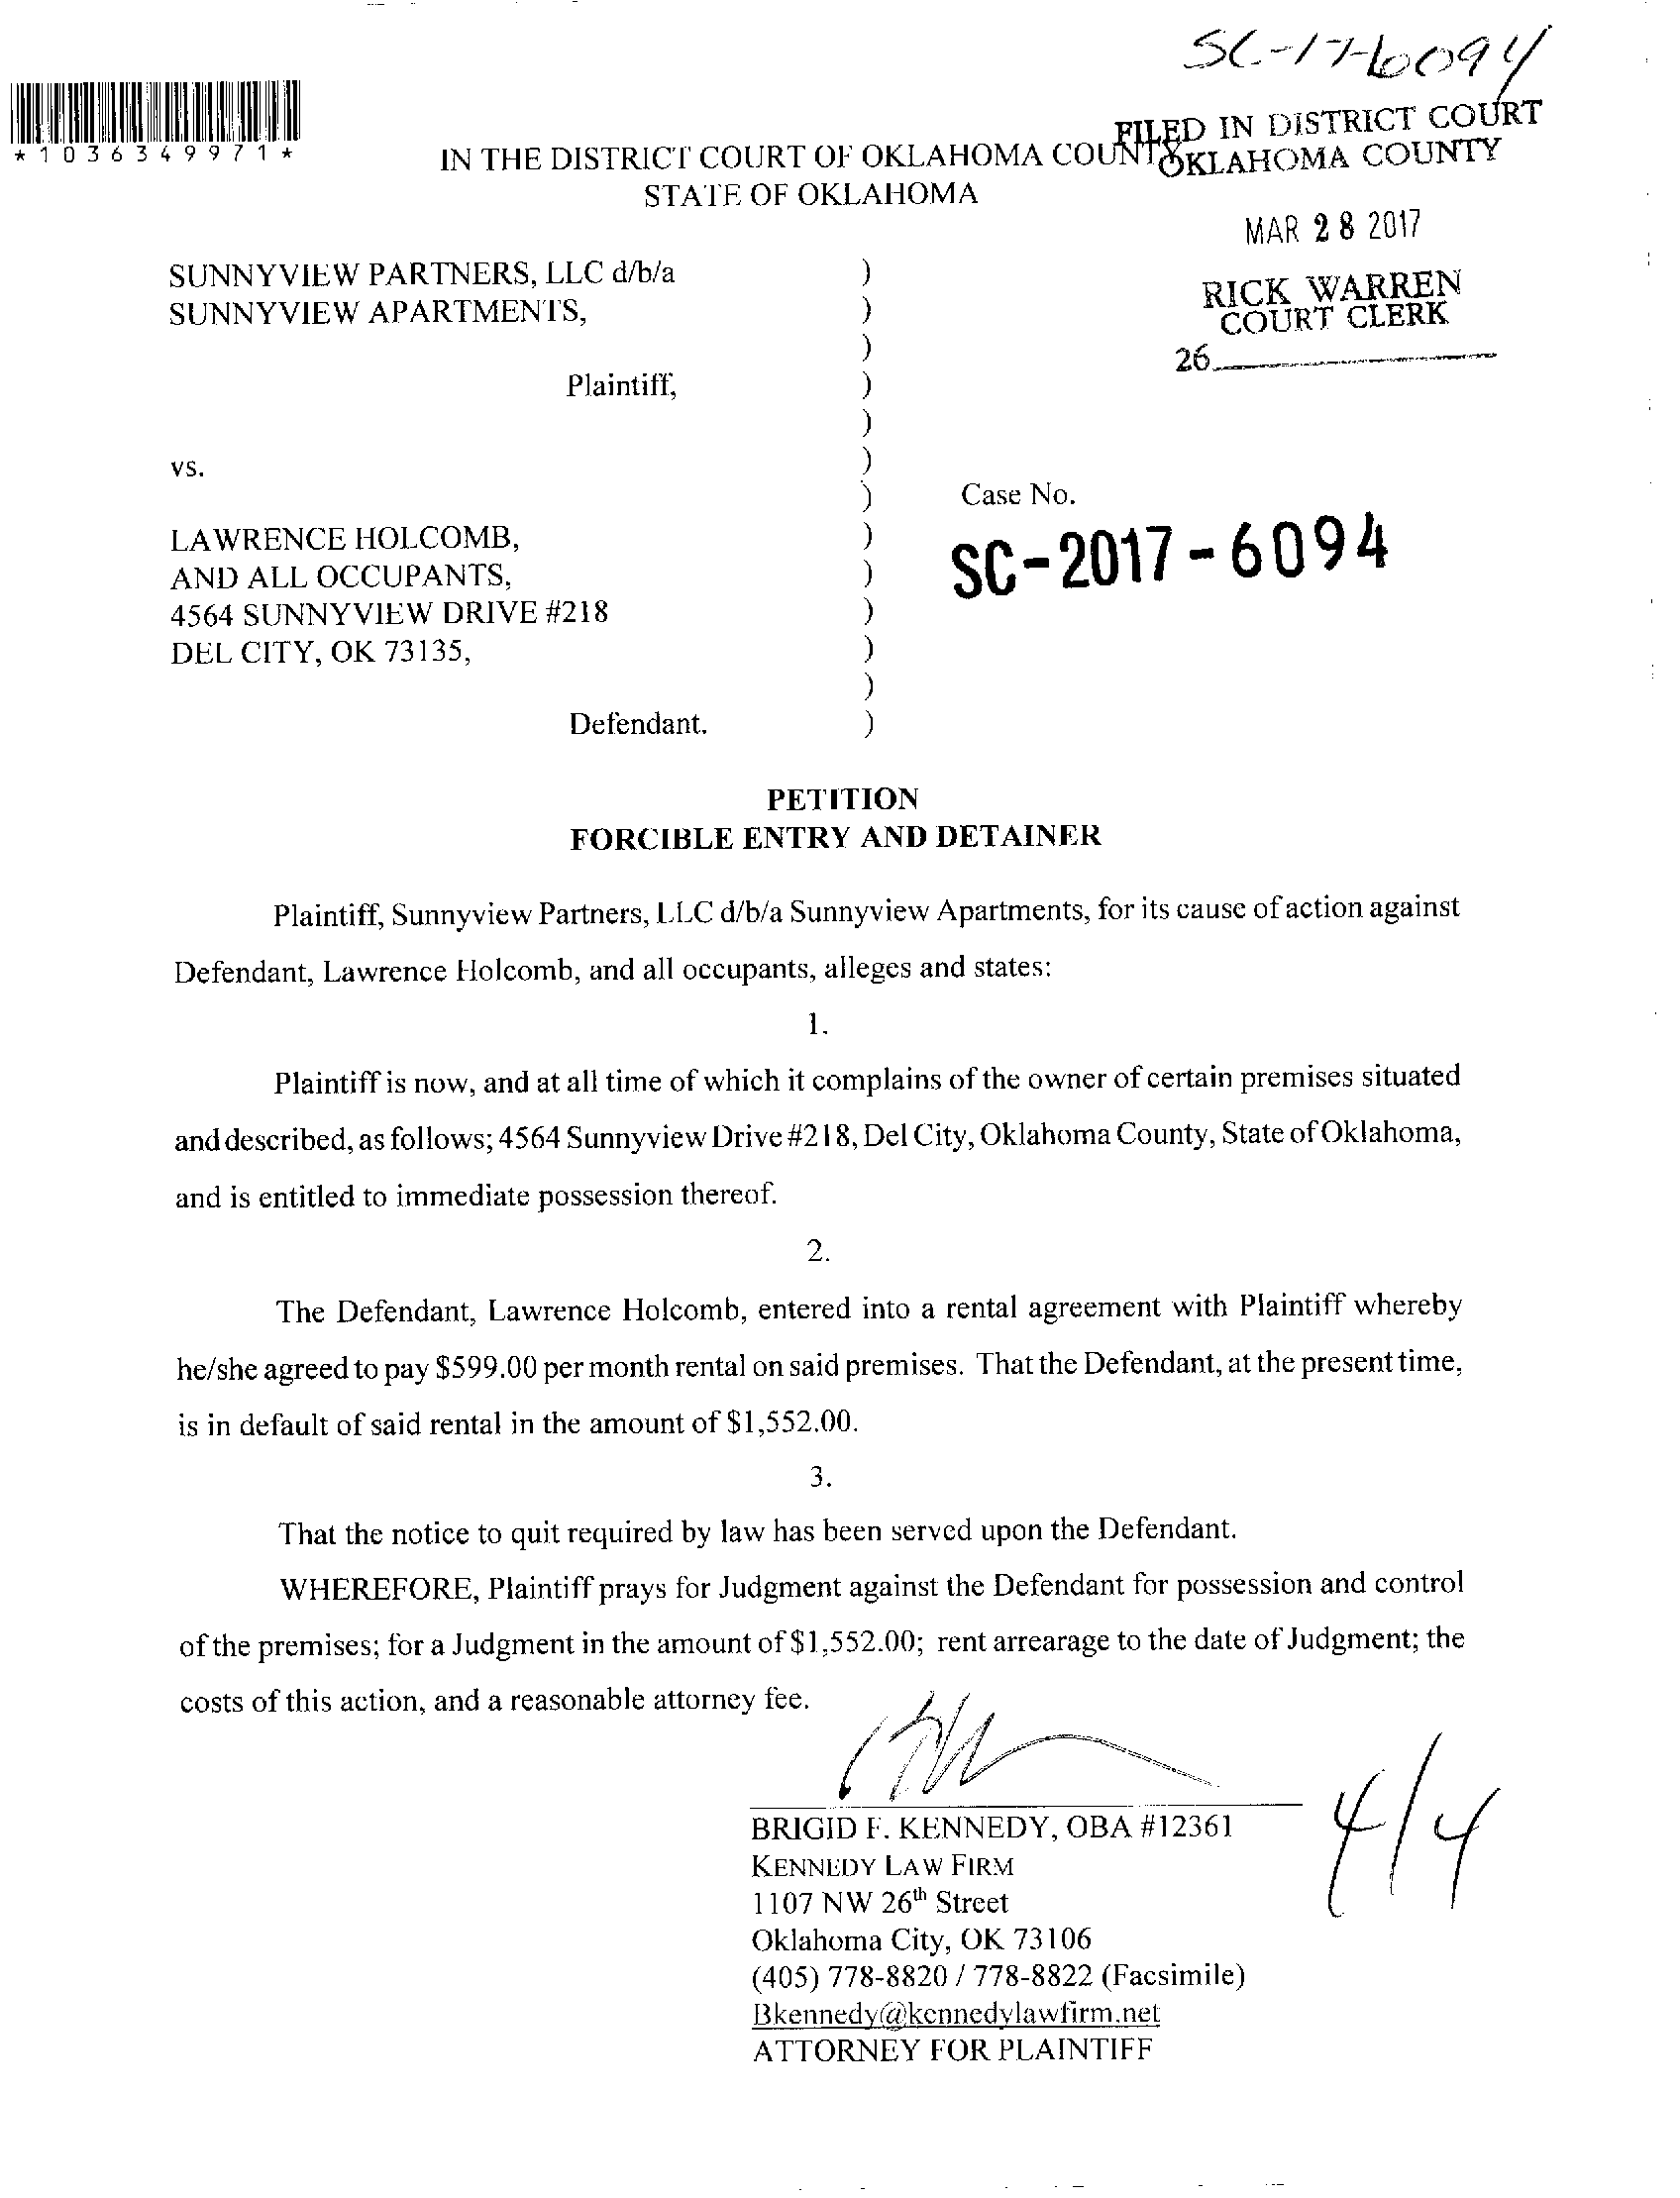 SC-17-6094
*1036349971*
FILED IN DISTRICT COURT
OKLAHOMA COUNTY
IN THE DISTRICT COURT OF OKLAHOMA COUNTY
STATE OF OKLAHOMA
MAR 28 2017
RICK WARREN
COURT CLERK
26
SUNNYVIEW PARTNERS, LLC d/b/a )
SUNNYVIEW APARTMENTS, )
)
Plaintiff, )
)
vs. )
) Case No.
LAWRENCE HOLCOMB, )
AND ALL OCCUPANTS, ) SC-2017-6094
4564 SUNNYVIEW DRIVE #218 )
DEL CITY, OK 73135, )
)
Defendant. )
PETITION
FORCIBLE ENTRY AND DETAINER
Plaintiff, Sunnyview Partners, LLC d/b/a Sunnyview Apartments, for its cause of action against
Defendant, Lawrence Holcomb, and all occupants, alleges and states:
1.
Plaintiff is now, and at all time of which it complains of the owner of certain premises situated
and described, as follows; 4564 Sunnyview Drive #218, Del City, Oklahoma County, State of Oklahoma,
and is entitled to immediate possession thereof.
2.
The Defendant, Lawrence Holcomb, entered into a rental agreement with Plaintiff whereby
he/she agreed to pay $599.00 per month rental on said premises. That the Defendant, at the present time,
is in default of said rental in the amount of $1,552.00.
3.
That the notice to quit required by law has been served upon the Defendant.
WHEREFORE, Plaintiff prays for Judgment against the Defendant for possession and control
of the premises; for a Judgment in the amount of $1,552.00; rent arrearage to the date of Judgment; the
costs of this action, and a reasonable attorney fee.
BRIGID F. KENNEDY, OBA #12361
KENNEDY LAW FIRM
1107 NW 26th Street
Oklahoma City, OK 73106
(405) 778-8820 / 778-8822 (Facsimile)
Bkennedy@kennedylawfirm.net
ATTORNEY FOR PLAINTIFF
4/4